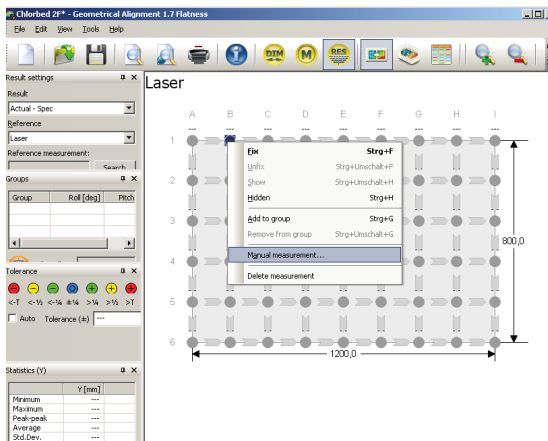 Chlorbed 2F* - Geometrical Alignment 1.7 Flatness
File Edit View Tools Help
DIM M RES
Result settings
Result
Actual - Spec
Reference
Laser
Reference measurement:
Search
Groups
Group Roll [deg] Pitch
Tolerance
<-T <-½ <-¼ ±¼ >¼ >½ >T
Auto Tolerance (±) ---
Statistics (Y)
Y [mm]
Minimum ---
Maximum ---
Peak-peak ---
Average ---
Std.Dev. ---
Laser
A B C D E F G H I
--- --- --- --- --- --- --- --- ---
1
2
3
4
5
6
Fix Strg+F
Unfix Strg+Umschalt+F
Show Strg+Umschalt+H
Hidden Strg+H
Add to group Strg+G
Remove from group Strg+Umschalt+G
Manual measurement...
Delete measurement
800,0
1200,0